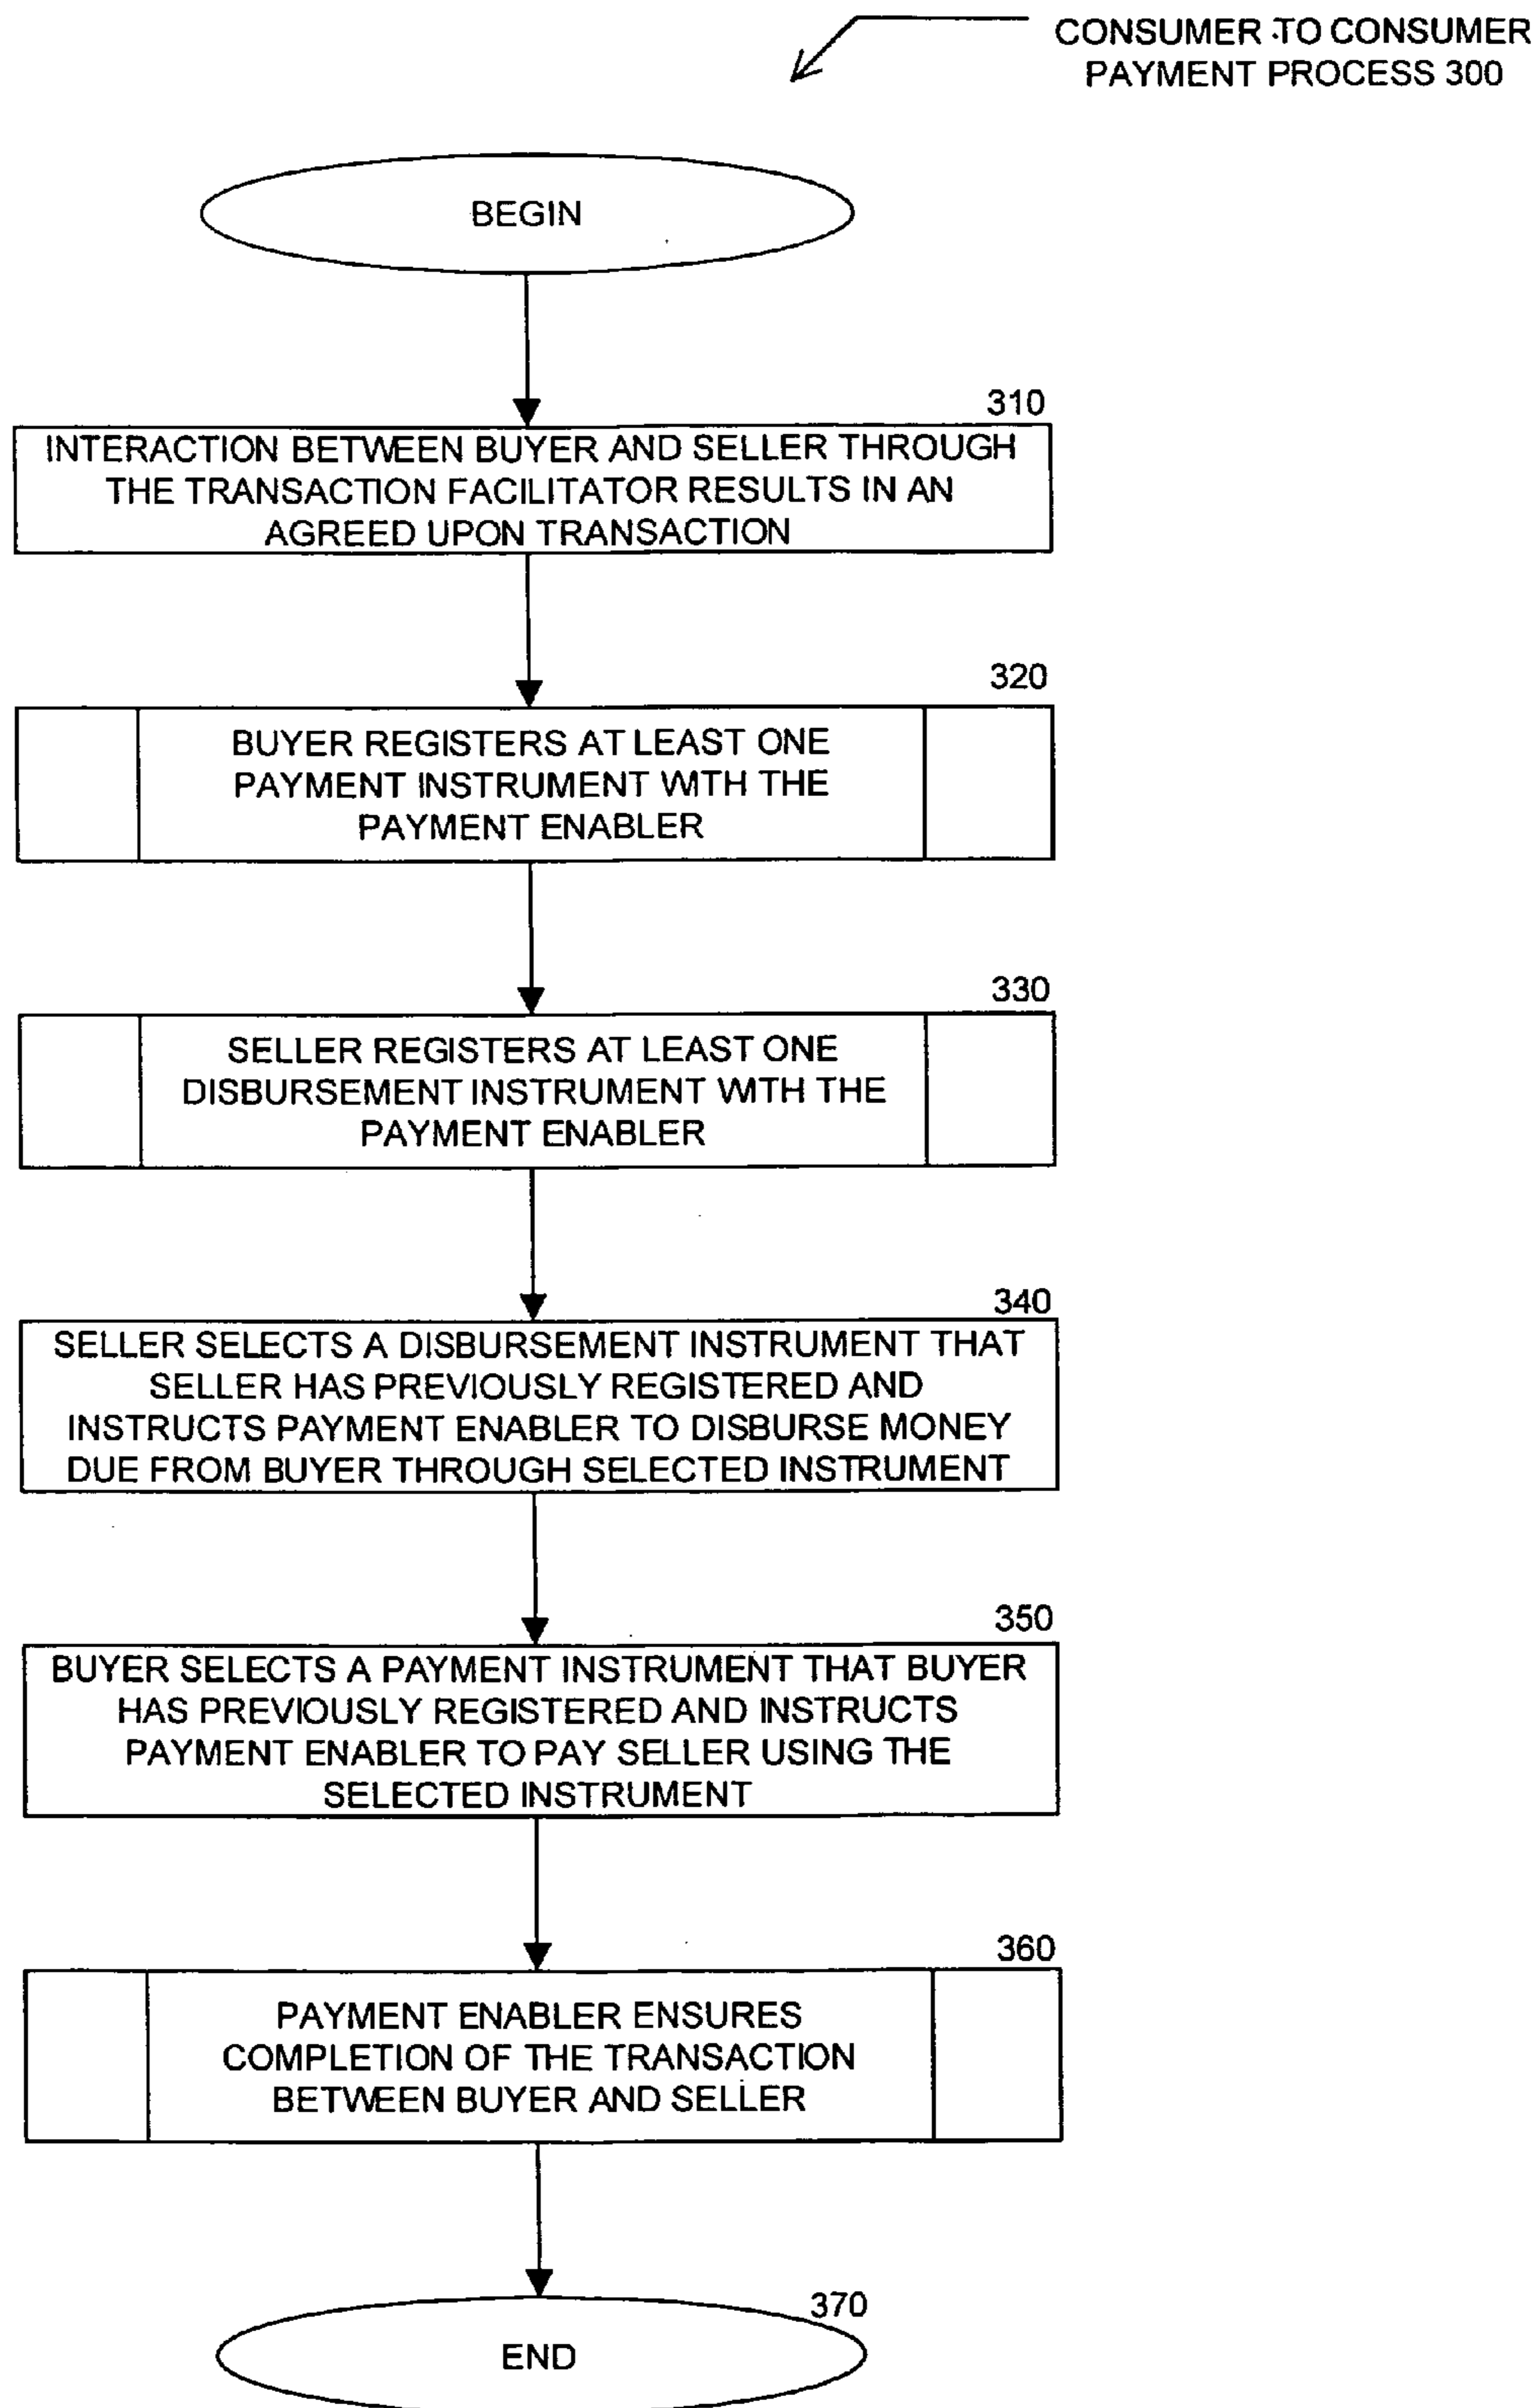 CONSUMER TO CONSUMER
PAYMENT PROCESS 300
BEGIN
310
INTERACTION BETWEEN BUYER AND SELLER THROUGH
THE TRANSACTION FACILITATOR RESULTS IN AN
AGREED UPON TRANSACTION
320
BUYER REGISTERS AT LEAST ONE
PAYMENT INSTRUMENT WITH THE
PAYMENT ENABLER
330
SELLER REGISTERS AT LEAST ONE
DISBURSEMENT INSTRUMENT WITH THE
PAYMENT ENABLER
340
SELLER SELECTS A DISBURSEMENT INSTRUMENT THAT
SELLER HAS PREVIOUSLY REGISTERED AND
INSTRUCTS PAYMENT ENABLER TO DISBURSE MONEY
DUE FROM BUYER THROUGH SELECTED INSTRUMENT
350
BUYER SELECTS A PAYMENT INSTRUMENT THAT BUYER
HAS PREVIOUSLY REGISTERED AND INSTRUCTS
PAYMENT ENABLER TO PAY SELLER USING THE
SELECTED INSTRUMENT
360
PAYMENT ENABLER ENSURES
COMPLETION OF THE TRANSACTION
BETWEEN BUYER AND SELLER
370
END